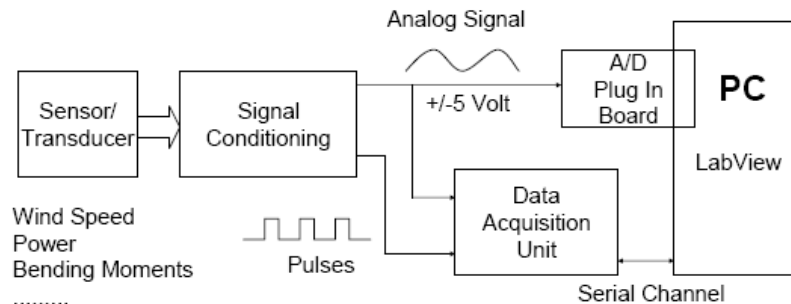 Analog Signal
Sensor/
Transducer
Signal
Conditioning
+/-5 Volt
A/D
Plug In
Board
PC
LabView
Wind Speed
Power
Bending Moments
.........
Pulses
Data
Acquisition
Unit
Serial Channel